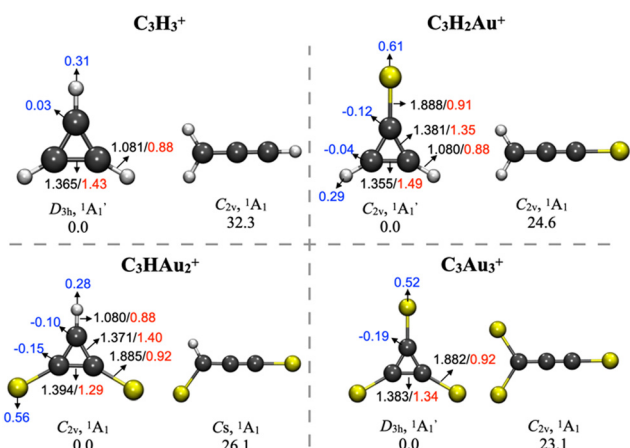 C₃H₃⁺
0.31
0.03
1.081/0.88
1.365/1.43
D₃ₕ, ¹A₁'
0.0
C₂ᵥ, ¹A₁
32.3
C₃H₂Au⁺
0.61
1.888/0.91
-0.12
1.381/1.35
-0.04
1.080/0.88
0.29
1.355/1.49
C₂ᵥ, ¹A₁'
0.0
C₂ᵥ, ¹A₁
24.6
C₃HAu₂⁺
0.28
1.080/0.88
-0.10
1.371/1.40
-0.15
1.885/0.92
1.394/1.29
0.56
C₂ᵥ, ¹A₁
0.0
Cs, ¹A₁
26.1
C₃Au₃⁺
0.52
-0.19
1.882/0.92
1.383/1.34
D₃ₕ, ¹A₁'
0.0
C₂ᵥ, ¹A₁
23.1